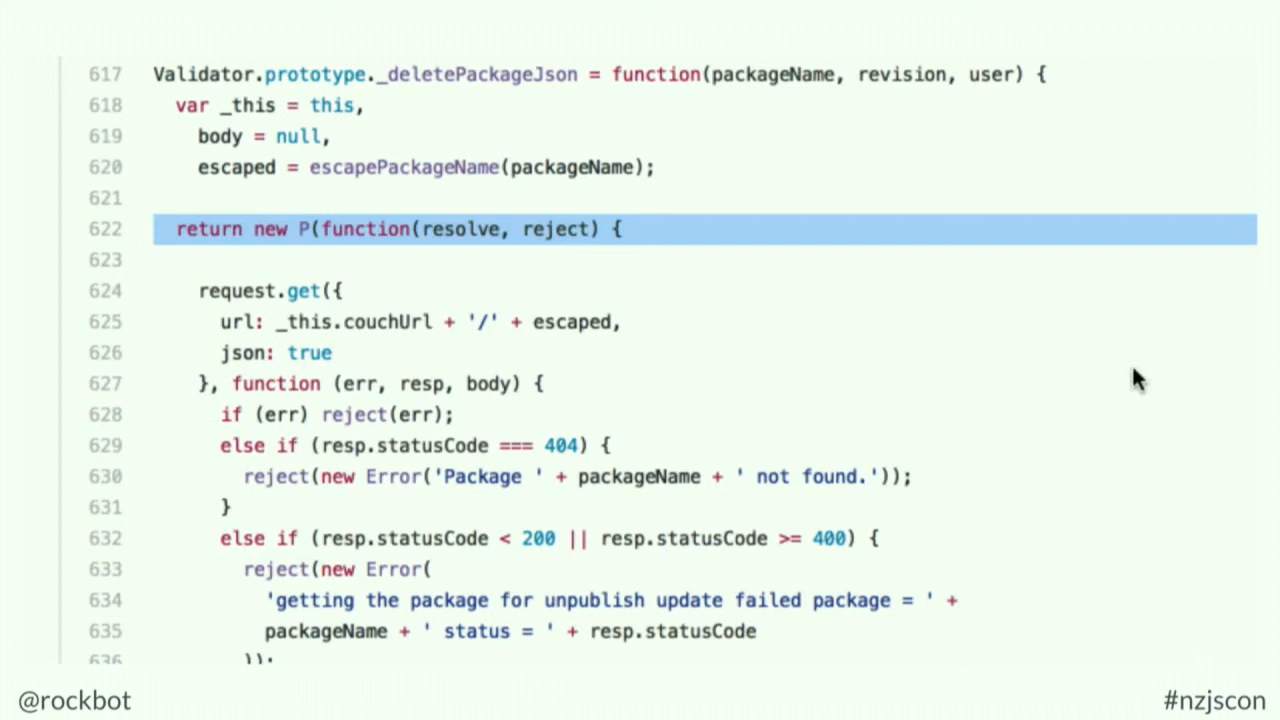 617 Validator.prototype._deletePackageJson = function(packageName, revision, user) {
618 var _this = this,
619 body = null,
620 escaped = escapePackageName(packageName);
621
622 return new P(function(resolve, reject) {
623
624 request.get({
625 url: _this.couchUrl + '/' + escaped,
626 json: true
627 }, function (err, resp, body) {
628 if (err) reject(err);
629 else if (resp.statusCode === 404) {
630 reject(new Error('Package ' + packageName + ' not found.'));
631 }
632 else if (resp.statusCode < 200 || resp.statusCode >= 400) {
633 reject(new Error(
634 'getting the package for unpublish update failed package = ' +
635 packageName + ' status = ' + resp.statusCode
636 ));
@rockbot
#nzjscon